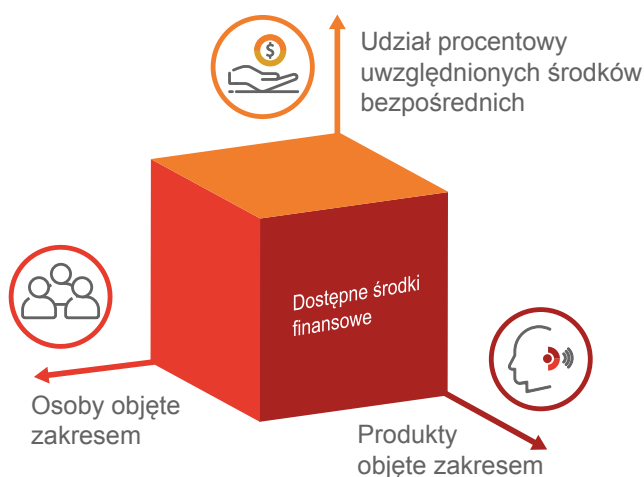 $
Udział procentowy
uwzględnionych środków
bezpośrednich
Dostępne środki
finansowe
Osoby objęte
zakresem
Produkty
objęte zakresem